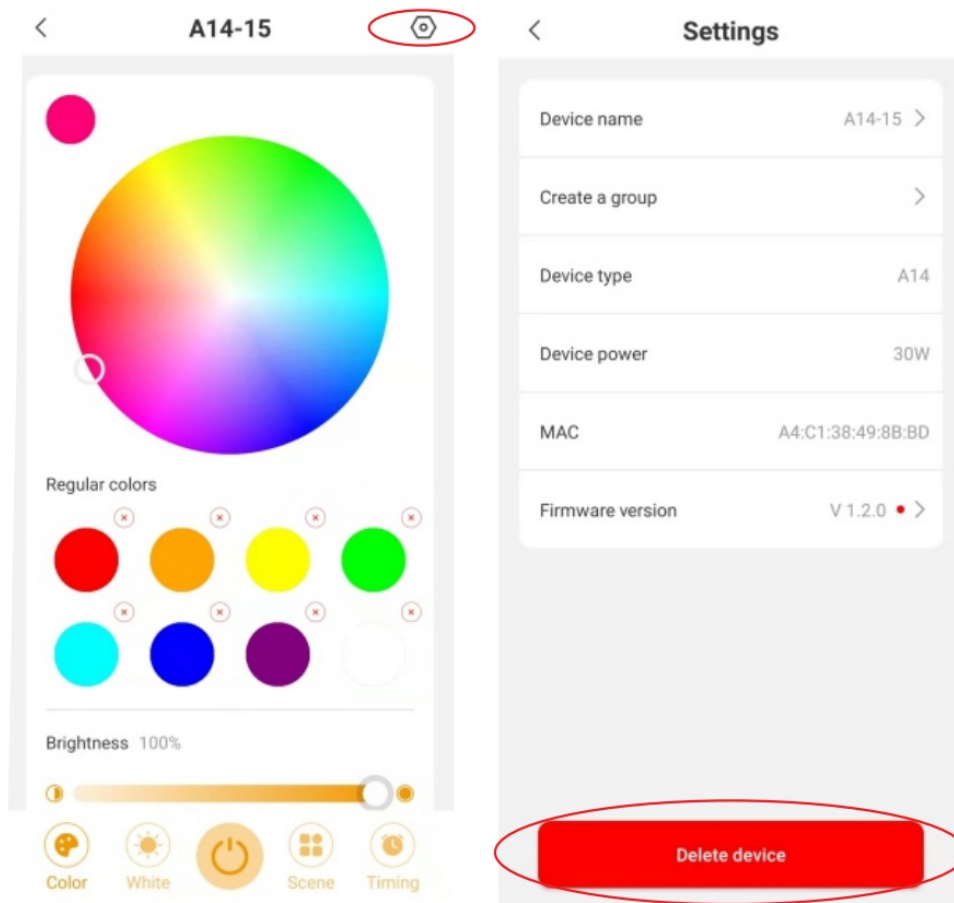 A14-15
Regular colors
Brightness 100%
Color White Scene Timing
Settings
Device name A14-15
Create a group
Device type A14
Device power 30W
MAC A4:C1:38:49:8B:BD
Firmware version V 1.2.0
Delete device